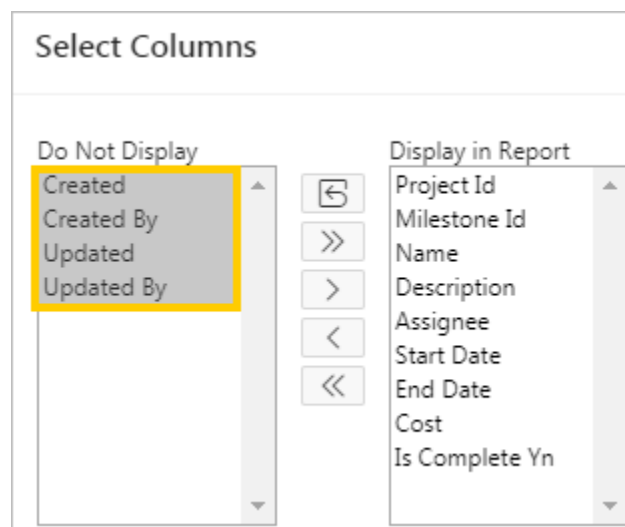 Select Columns
Do Not Display
Created
Created By
Updated
Updated By
Display in Report
Project Id
Milestone Id
Name
Description
Assignee
Start Date
End Date
Cost
Is Complete Yn